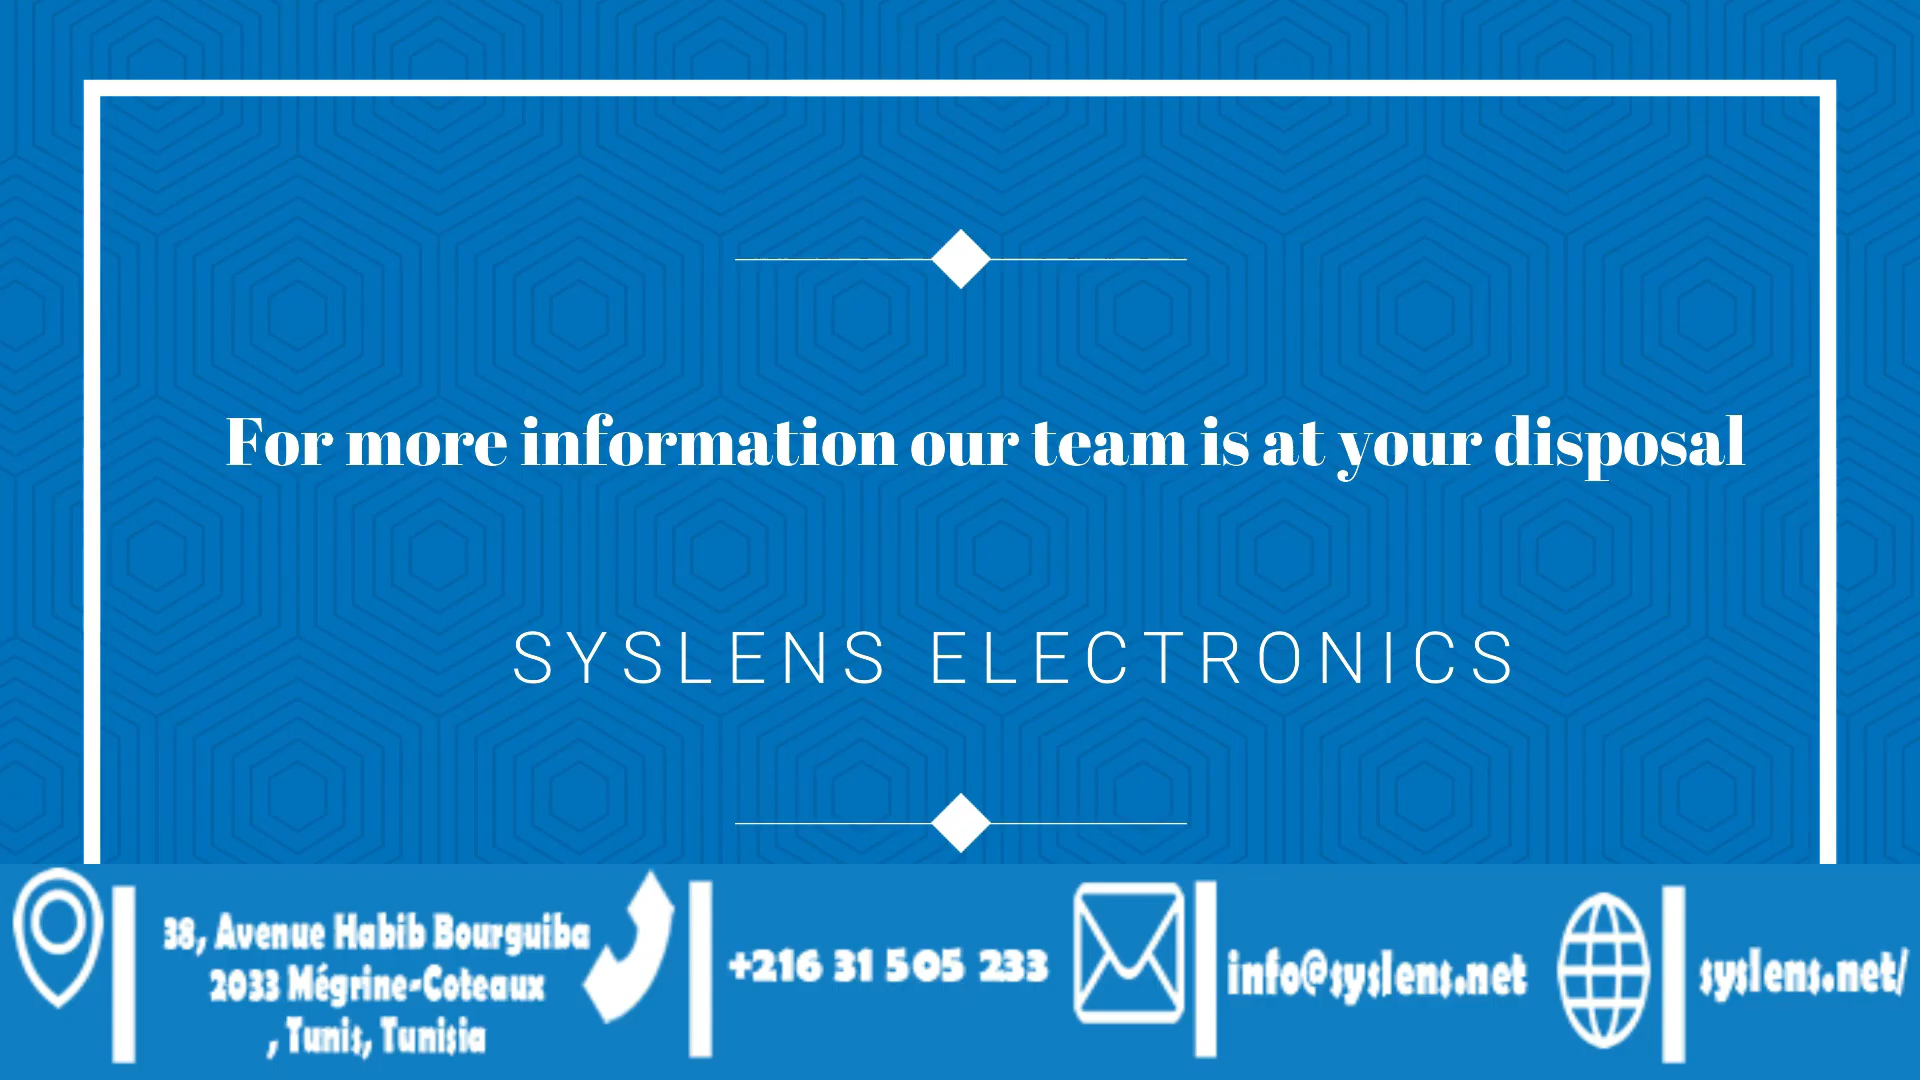 For more information our team is at your disposal
SYSLENS ELECTRONICS
38, Avenue Habib Bourguiba
2033 Mégrine-Coteaux
, Tunis, Tunisia
+216 31 505 233
info@syslens.net
syslens.net/